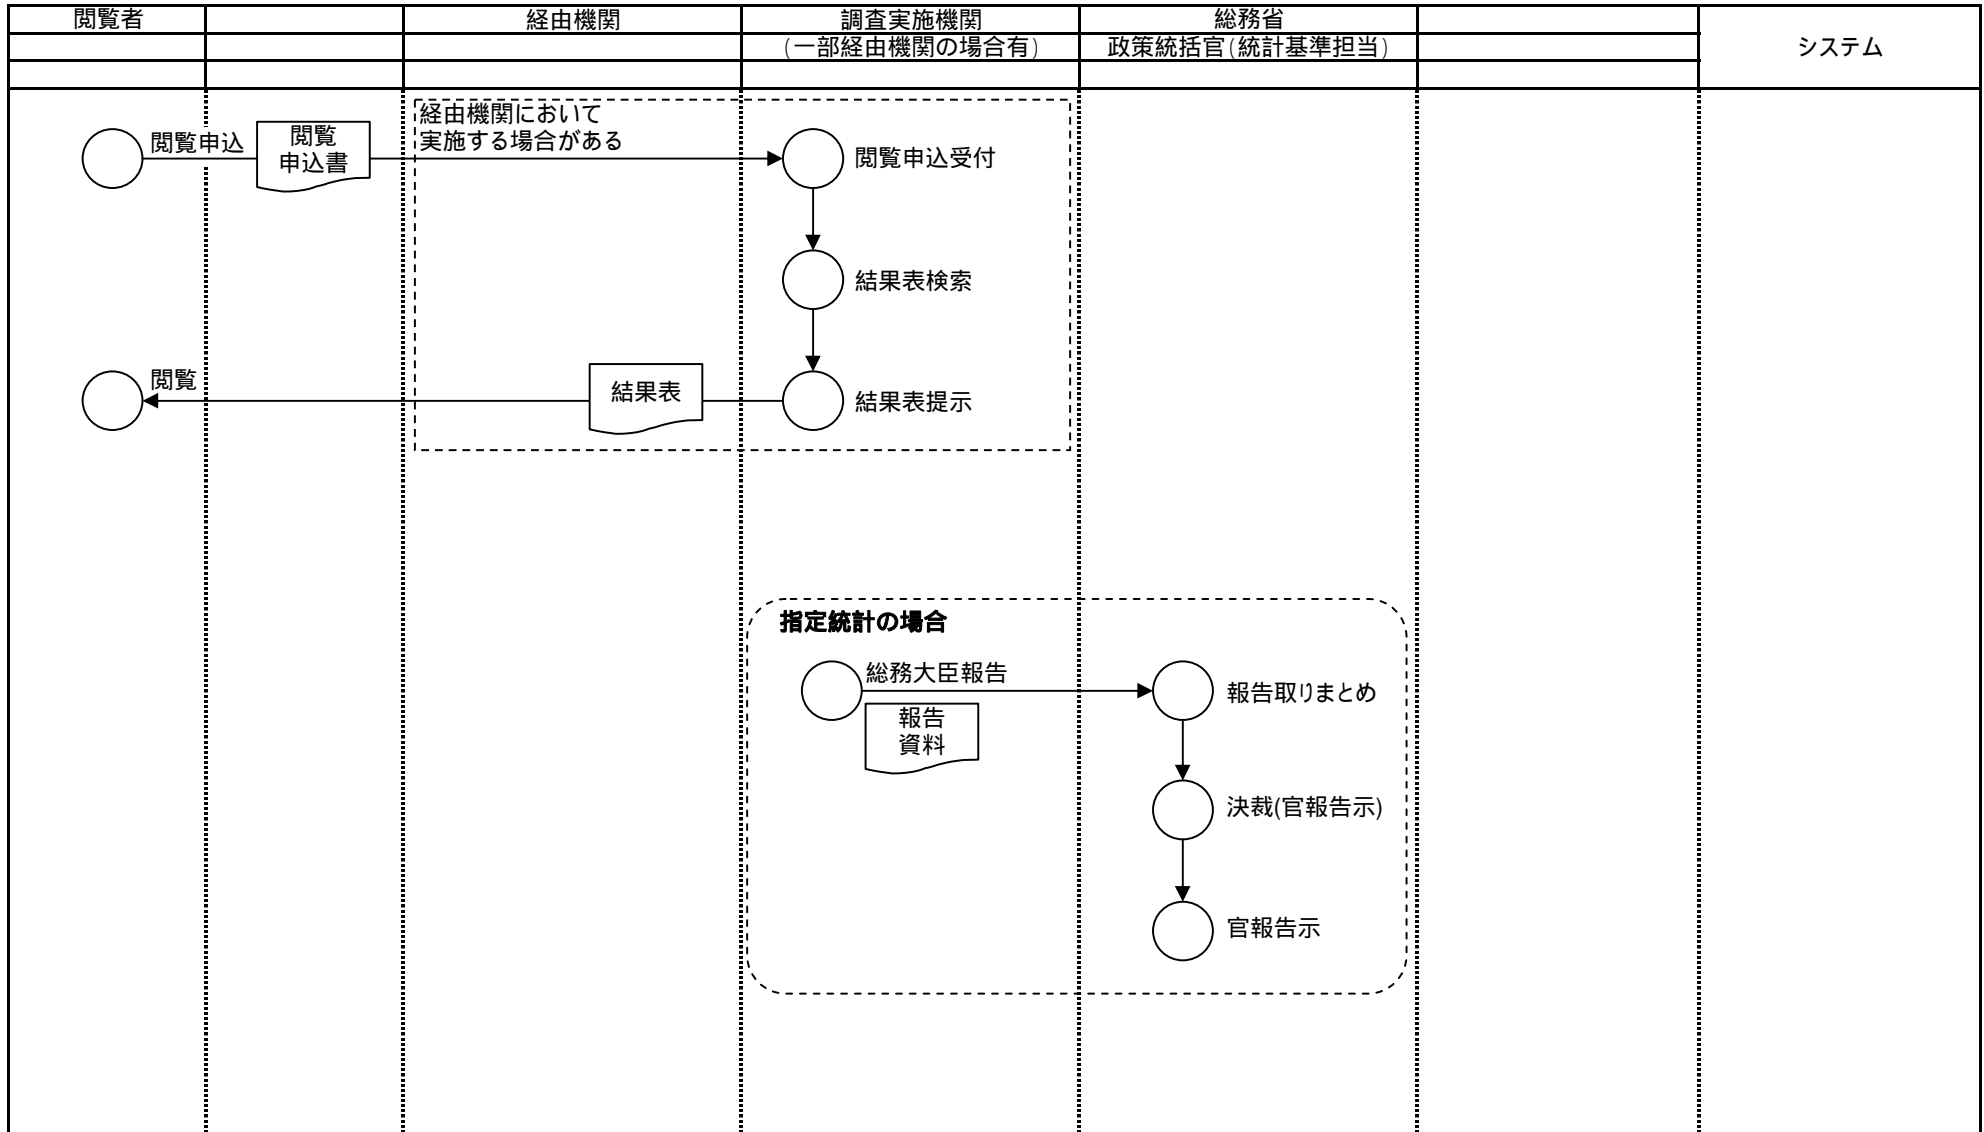 閲覧者
経由機関
調査実施機関
(一部経由機関の場合有)
総務省
政策統括官(統計基準担当)
システム
経由機関において
実施する場合がある
閲覧申込
閲覧
申込書
閲覧申込受付
結果表検索
閲覧
結果表
結果表提示
指定統計の場合
総務大臣報告
報告
資料
報告取りまとめ
決裁(官報告示)
官報告示